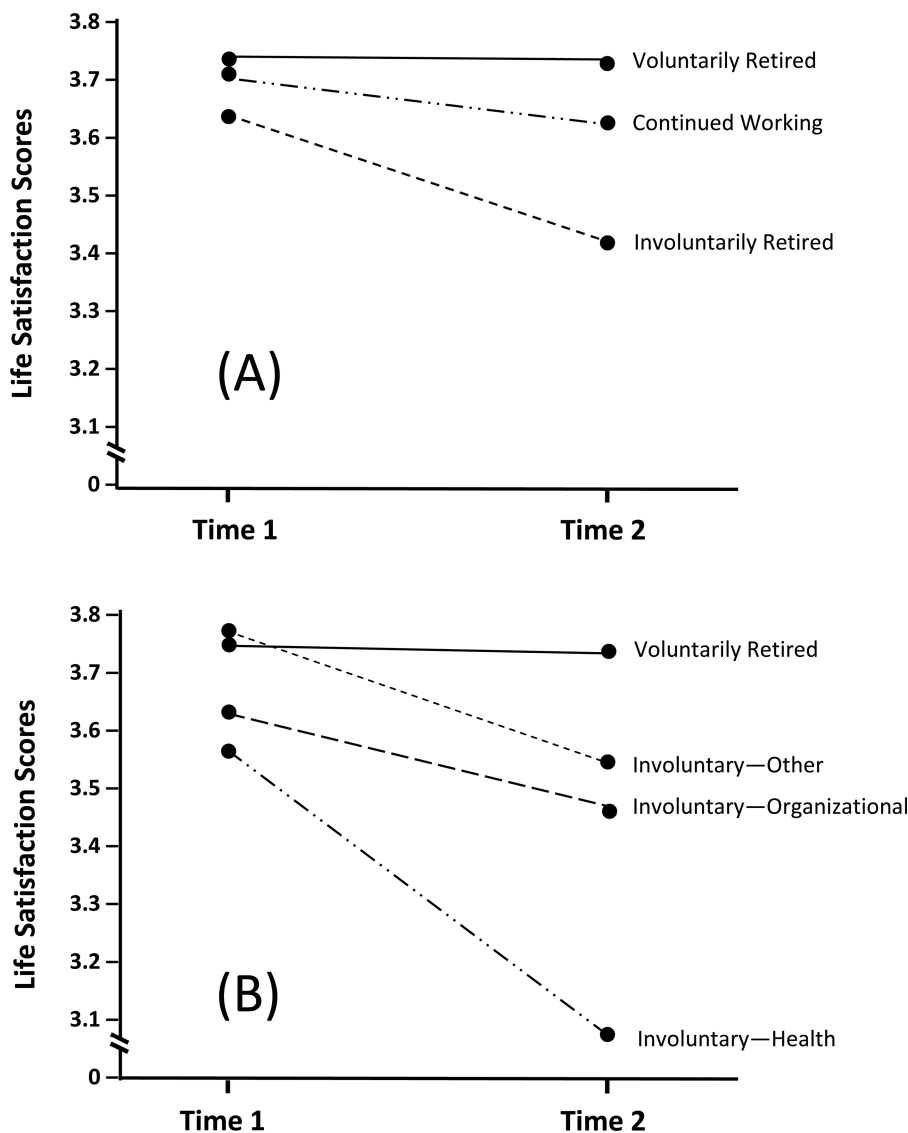 3.8
3.7
3.6
3.5
3.4
3.3
3.2
3.1
0
Life Satisfaction Scores
Voluntarily Retired
Continued Working
Involuntarily Retired
(A)
Time 1 Time 2
3.8
3.7
3.6
3.5
3.4
3.3
3.2
3.1
0
Life Satisfaction Scores
Voluntarily Retired
Involuntary—Other
Involuntary—Organizational
(B)
Involuntary—Health
Time 1 Time 2